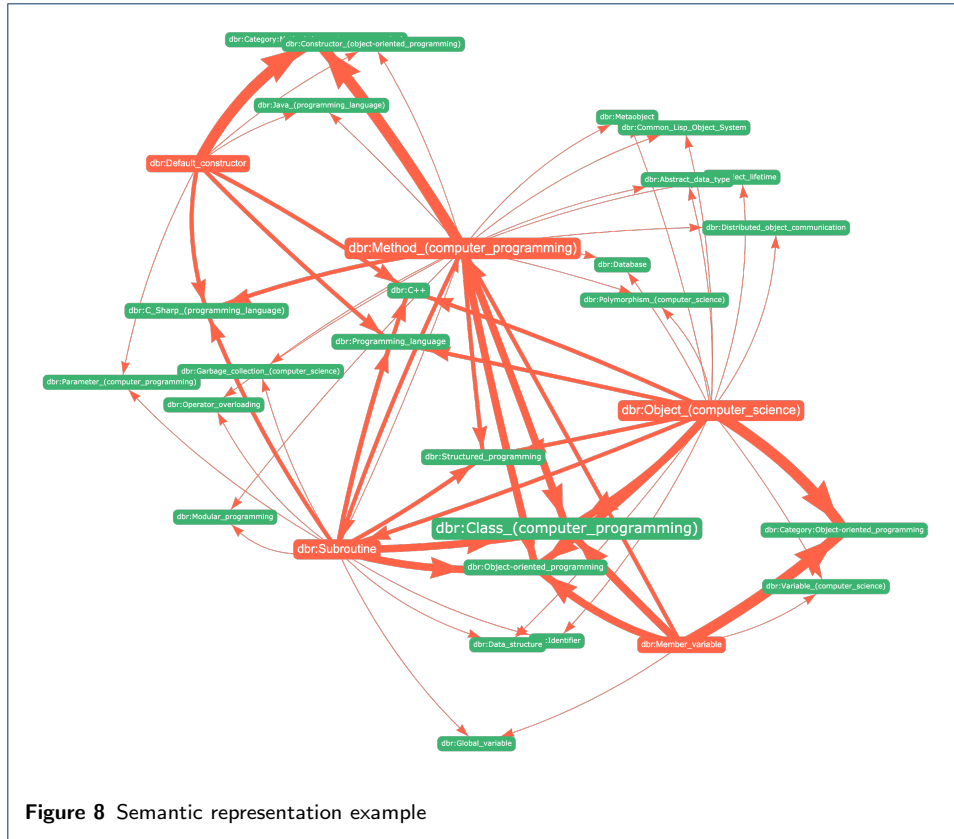 dbr:Category:
dbr:Constructor_(object-oriented_programming)
dbr:Java_(programming_language)
dbr:Metaobject
dbr:Common_Lisp_Object_System
dbr:Default_constructor
dbr:Abstract_data_type
lifetime
dbr:Distributed_object_communication
dbr:Method_(computer_programming)
dbr:Database
dbr:C++
dbr:Polymorphism_(computer_science)
dbr:C_Sharp_(programming_language)
dbr:Programming_language
dbr:Garbage_collection_(computer_science)
dbr:Parameter_(computer_programming)
dbr:Operator_overloading
dbr:Object_(computer_science)
dbr:Structured_programming
dbr:Modular_programming
dbr:Class_(computer_programming)
dbr:Category:Object-oriented_programming
dbr:Subroutine
dbr:Object-oriented_programming
dbr:Variable_(computer_science)
dbr:Data_structure
:Identifier
dbr:Member_variable
dbr:Global_variable
Figure 8 Semantic representation example